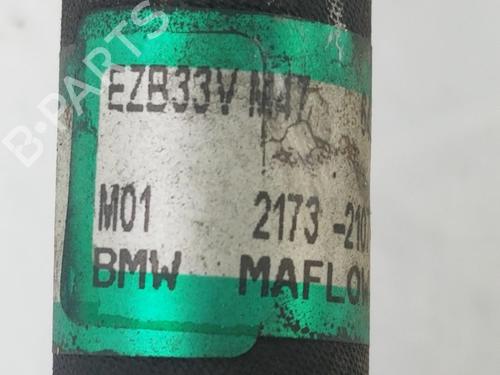 B-PARTS
EZB33V M47
M01 2173 -2107
BMW MAFLOW